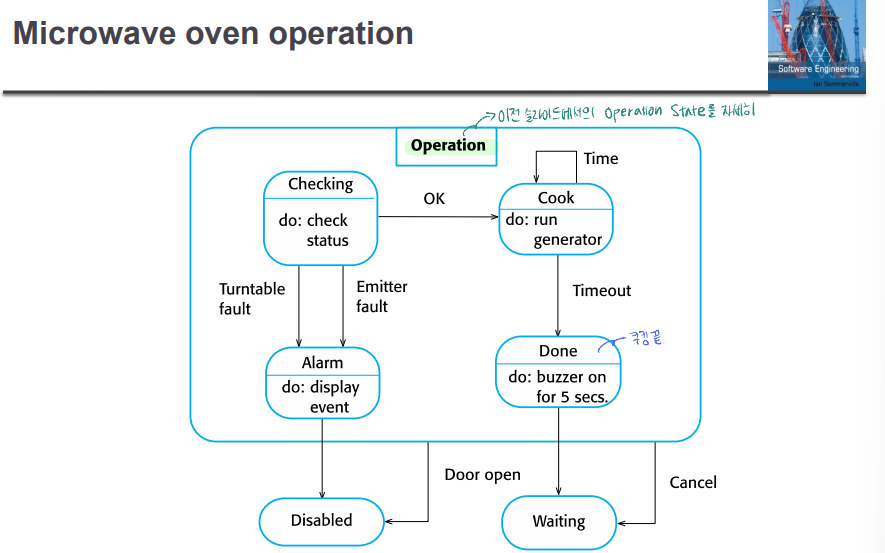 Microwave oven operation
Software Engineering
Ian Sommerville
이전 슬라이드에서의 Operation State를 자세히
Operation
Time
Checking
do: check
status
OK
Cook
do: run
generator
Turntable
fault
Emitter
fault
Timeout
Alarm
do: display
event
Done
쿠킹 끝
do: buzzer on
for 5 secs.
Door open
Cancel
Disabled
Waiting